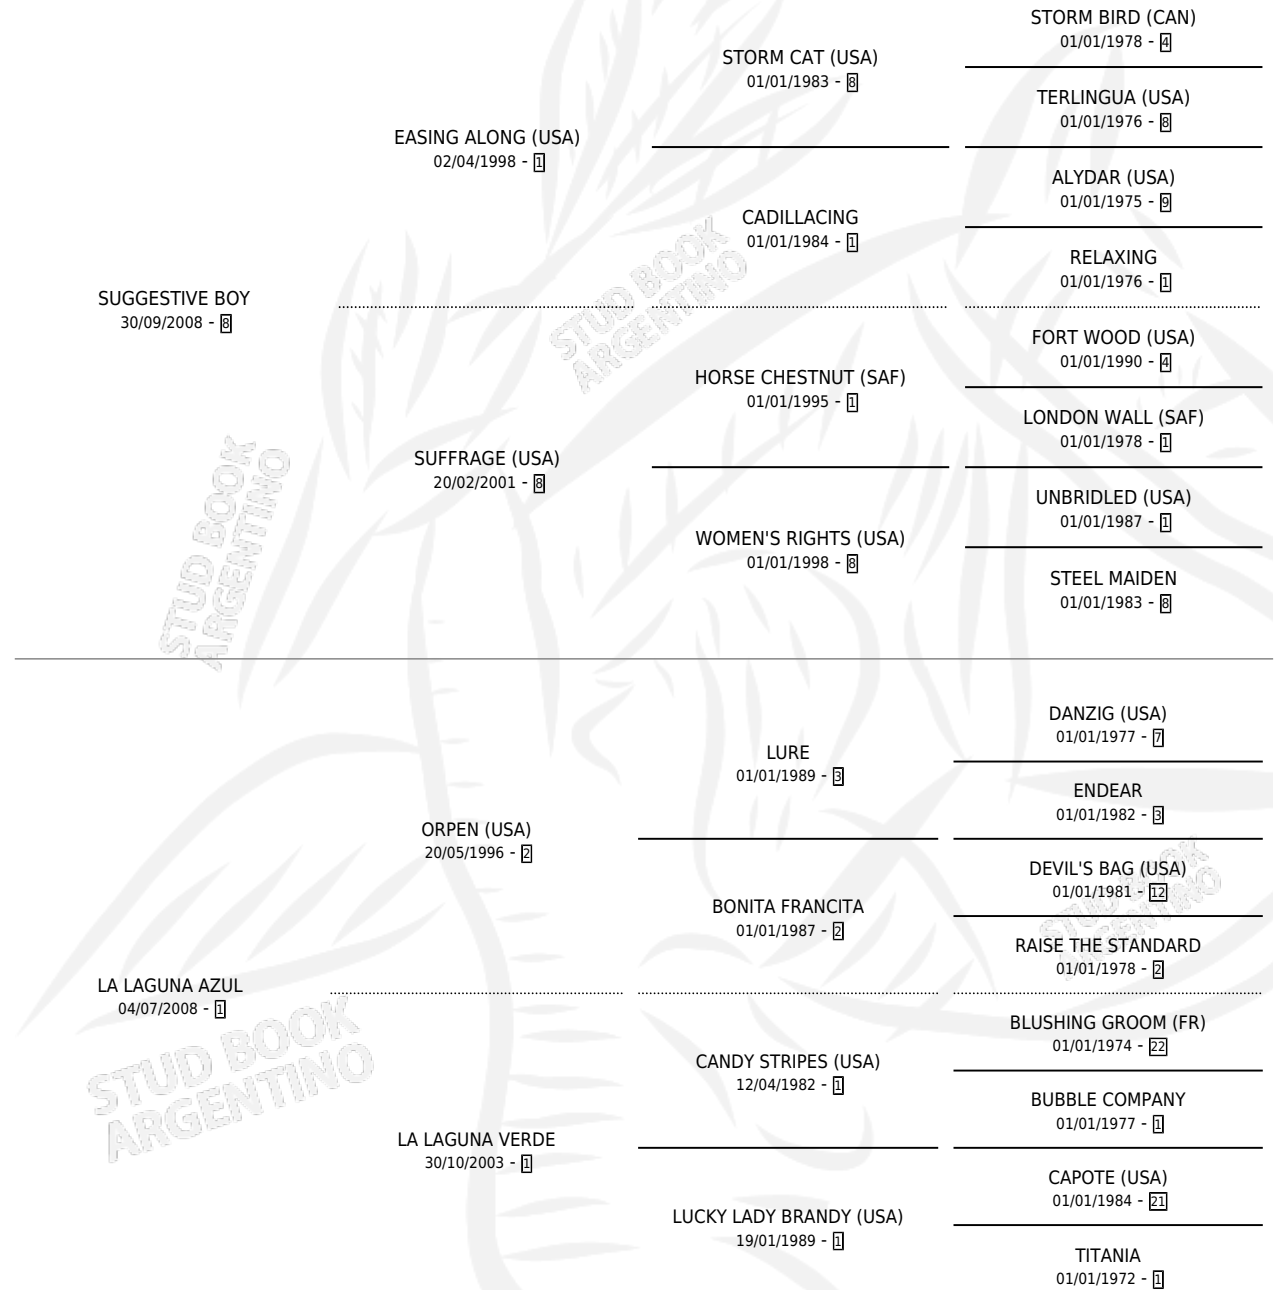 STORM BIRD (CAN)
01/01/1978 - 4
STORM CAT (USA)
01/01/1983 - 8
TERLINGUA (USA)
01/01/1976 - 8
EASING ALONG (USA)
02/04/1998 - 1
ALYDAR (USA)
01/01/1975 - 9
CADILLACING
01/01/1984 - 1
RELAXING
01/01/1976 - 1
SUGGESTIVE BOY
30/09/2008 - 8
STUD BOOK
ARGENTINO
FORT WOOD (USA)
01/01/1990 - 4
HORSE CHESTNUT (SAF)
01/01/1995 - 1
LONDON WALL (SAF)
01/01/1978 - 1
SUFFRAGE (USA)
20/02/2001 - 8
UNBRIDLED (USA)
01/01/1987 - 1
WOMEN'S RIGHTS (USA)
01/01/1998 - 8
STEEL MAIDEN
01/01/1983 - 8
STUD BOOK
ARGENTINO
DANZIG (USA)
01/01/1977 - 7
LURE
01/01/1989 - 3
ENDEAR
01/01/1982 - 3
ORPEN (USA)
20/05/1996 - 2
DEVIL'S BAG (USA)
01/01/1981 - 12
STUD BOOK
ARGENTINO
BONITA FRANCITA
01/01/1987 - 2
RAISE THE STANDARD
01/01/1978 - 2
LA LAGUNA AZUL
04/07/2008 - 1
STUD BOOK
ARGENTINO
BLUSHING GROOM (FR)
01/01/1974 - 22
CANDY STRIPES (USA)
12/04/1982 - 1
BUBBLE COMPANY
01/01/1977 - 1
LA LAGUNA VERDE
30/10/2003 - 1
CAPOTE (USA)
01/01/1984 - 21
LUCKY LADY BRANDY (USA)
19/01/1989 - 1
TITANIA
01/01/1972 - 1